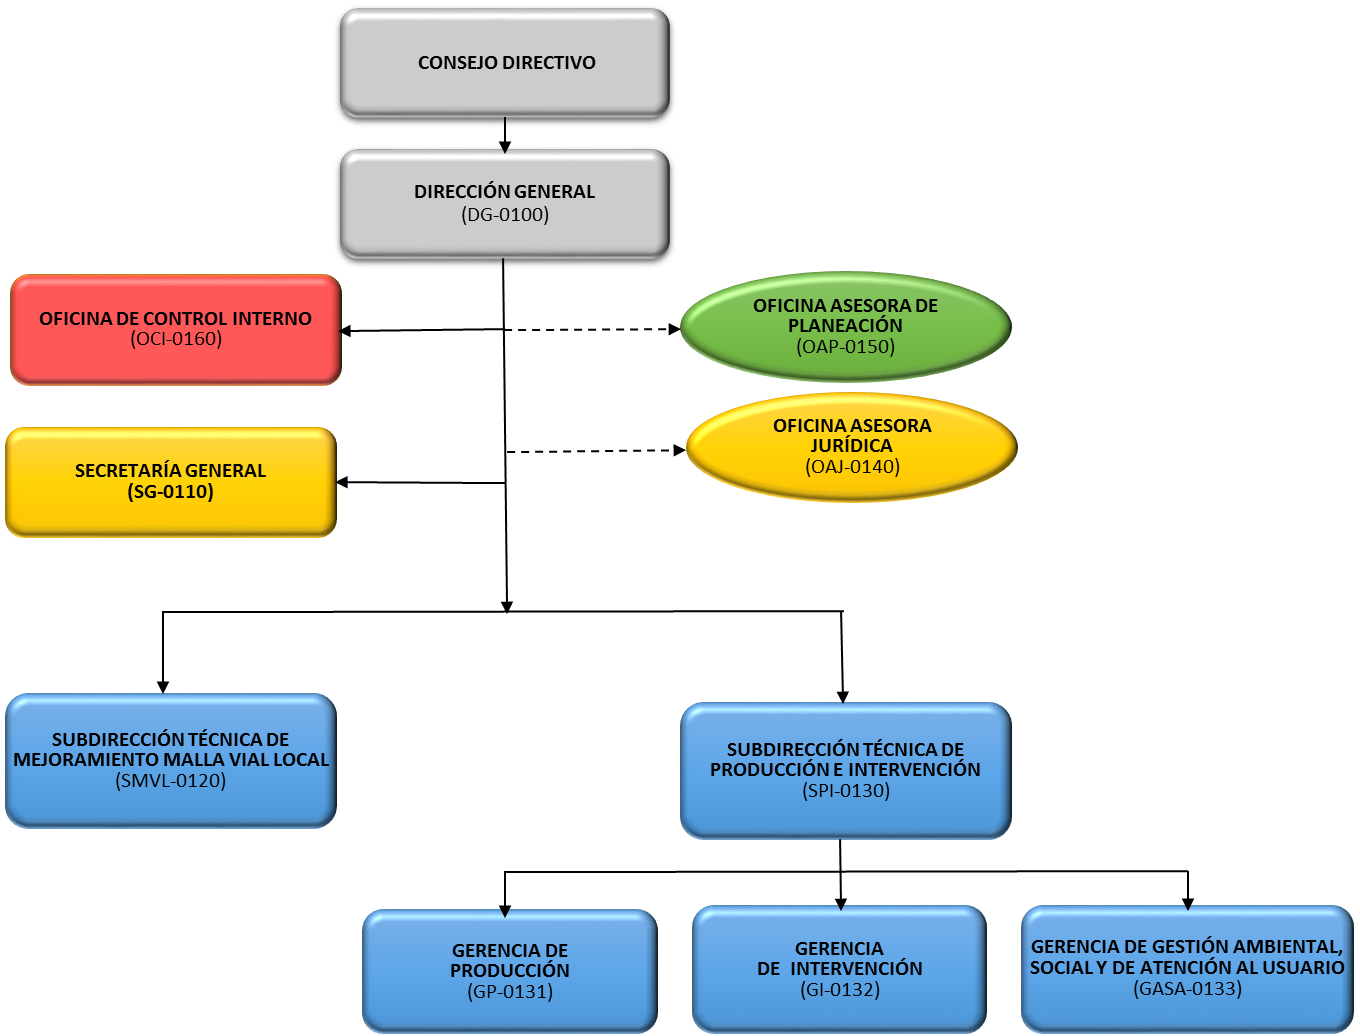 CONSEJO DIRECTIVO
DIRECCIÓN GENERAL
(DG-0100)
OFICINA DE CONTROL INTERNO
(OCI-0160)
OFICINA ASESORA DE
PLANEACIÓN
(OAP-0150)
OFICINA ASESORA
JURÍDICA
(OAJ-0140)
SECRETARÍA GENERAL
(SG-0110)
SUBDIRECCIÓN TÉCNICA DE
MEJORAMIENTO MALLA VIAL LOCAL
(SMVL-0120)
SUBDIRECCIÓN TÉCNICA DE
PRODUCCIÓN E INTERVENCIÓN
(SPI-0130)
GERENCIA DE
PRODUCCIÓN
(GP-0131)
GERENCIA
DE INTERVENCIÓN
(GI-0132)
GERENCIA DE GESTIÓN AMBIENTAL,
SOCIAL Y DE ATENCIÓN AL USUARIO
(GASA-0133)